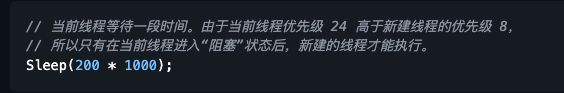 // 当前线程等待一段时间。由于当前线程优先级 24 高于新建线程的优先级 8，
// 所以只有在当前线程进入“阻塞”状态后，新建的线程才能执行。
Sleep(200 * 1000);